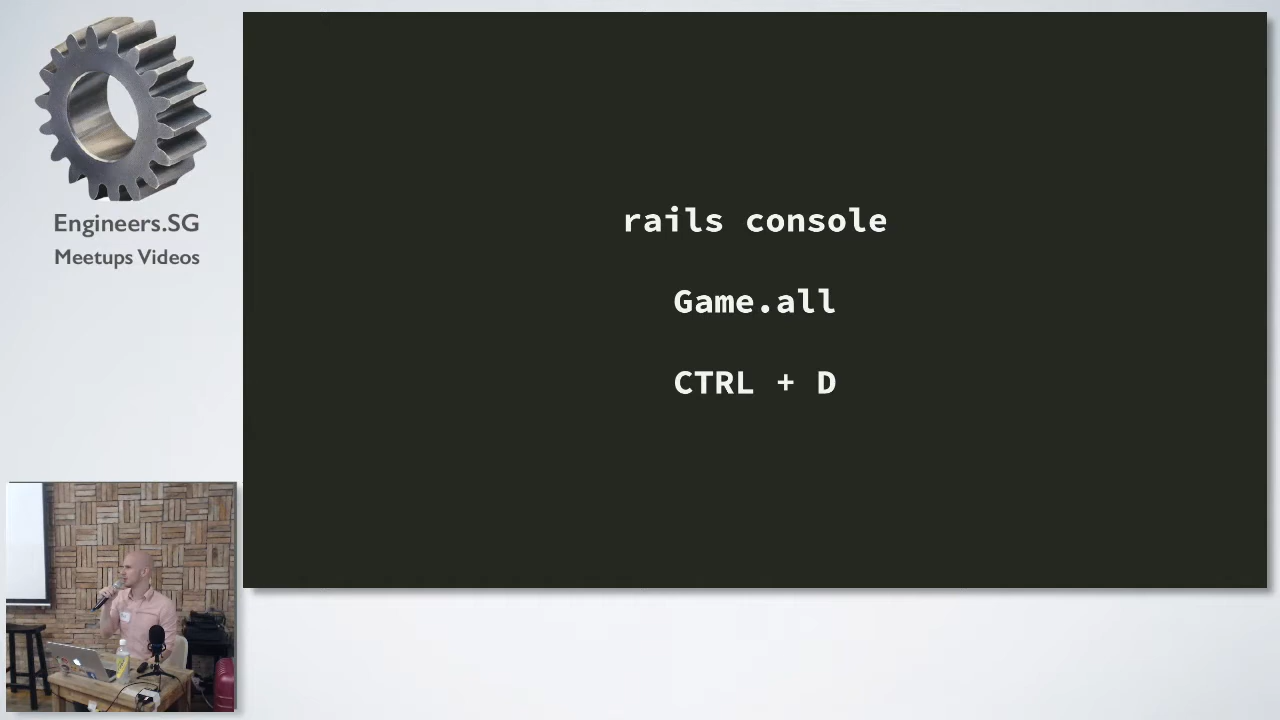 Engineers.SG
Meetups Videos
rails console
Game.all
CTRL + D